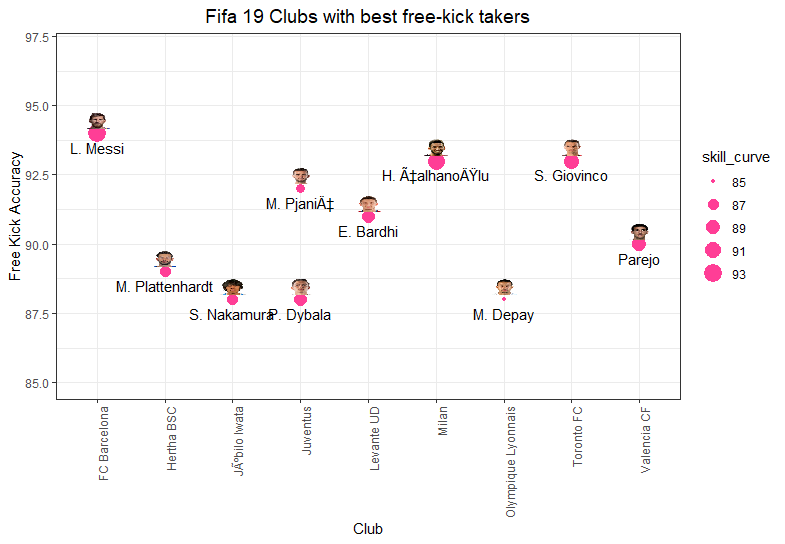 Fifa 19 Clubs with best free-kick takers
97.5
95.0
92.5
90.0
87.5
85.0
Free Kick Accuracy
L. Messi
H. Ã‡alhanoÄŸlu
S. Giovinco
M. PjaniÄ‡
E. Bardhi
Parejo
M. Plattenhardt
S. Nakamura
P. Dybala
M. Depay
FC Barcelona
Hertha BSC
JÃºbilo Iwata
Juventus
Levante UD
Milan
Olympique Lyonnais
Toronto FC
Valencia CF
Club
skill_curve
85
87
89
91
93